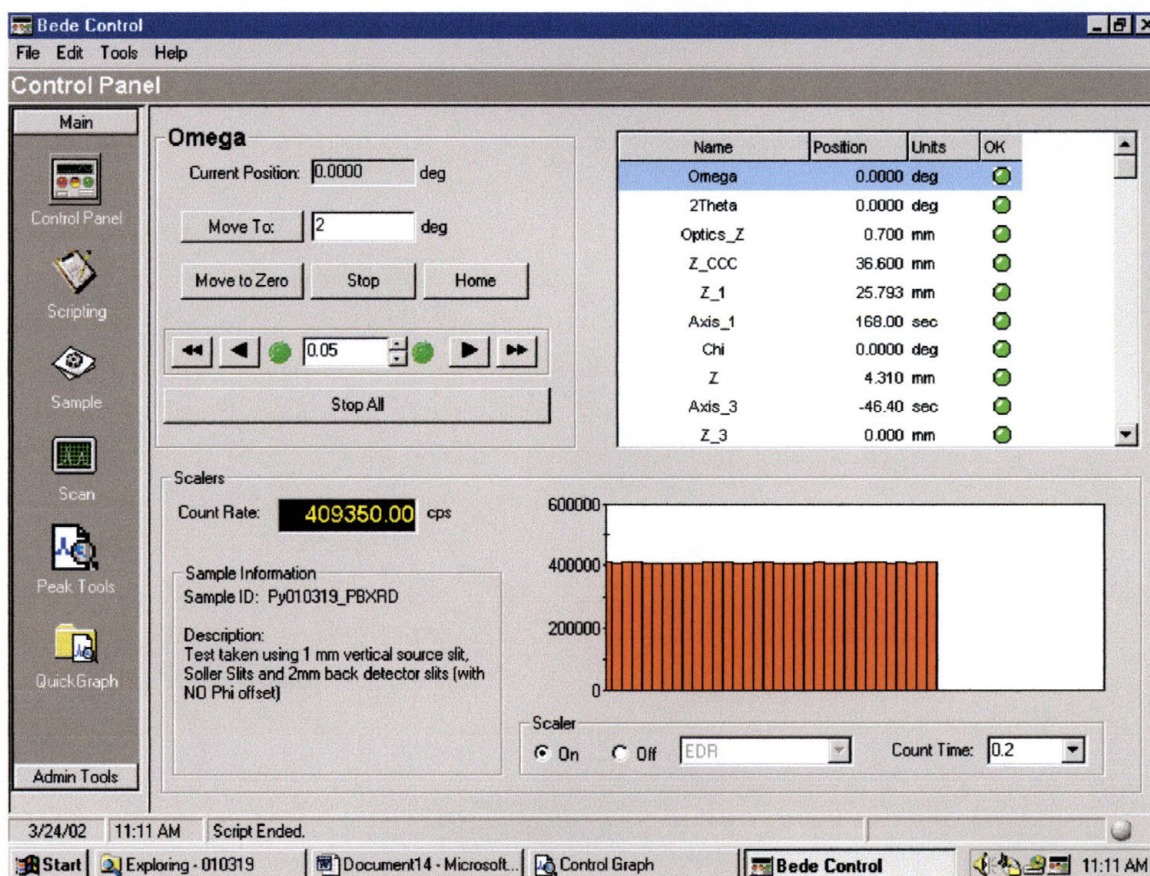 Bede Control
File Edit Tools Help
Control Panel
Main
Control Panel
Scripting
Sample
Scan
Peak Tools
QuickGraph
Admin Tools
Omega
Current Position: 0.0000 deg
Move To: 2 deg
Move to Zero Stop Home
0.05
Stop All
Name Position Units OK
Omega 0.0000 deg
2Theta 0.0000 deg
Optics_Z 0.700 mm
Z_CCC 36.600 mm
Z_1 25.793 mm
Axis_1 168.00 sec
Chi 0.0000 deg
Z 4.310 mm
Axis_3 -46.40 sec
Z_3 0.000 mm
Scalers
Count Rate: 409350.00 cps
Sample Information
Sample ID: Py010319_PBXRD
Description:
Test taken using 1 mm vertical source slit,
Soller Slits and 2mm back detector slits (with
NO Phi offset)
600000
400000
200000
0
Scaler
On Off EDR Count Time: 0.2
3/24/02 11:11 AM Script Ended.
Start Exploring - 010319 Document14 - Microsoft... Control Graph Bede Control 11:11 AM